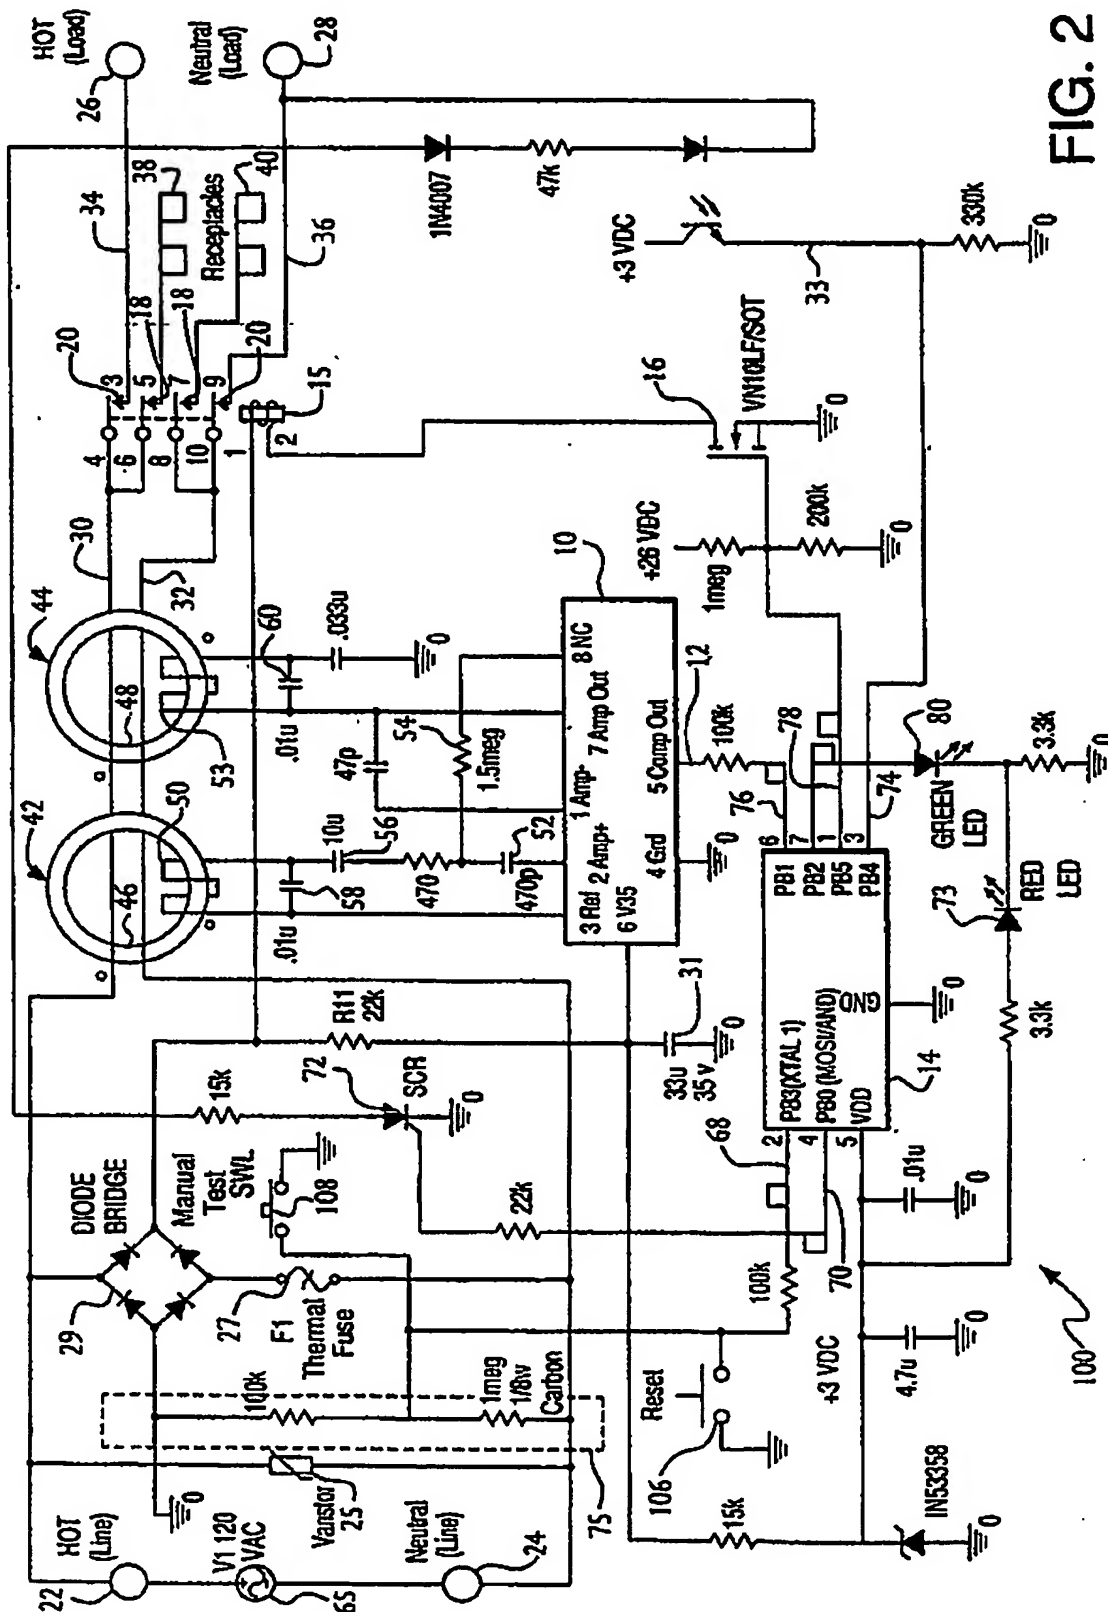 HOT
(Load)
26
Neutral
(Load)
28
34
38
Receptacles
40
36
1N4007
47k
+3 VDC
33
330k
0
20
3
5
18
7
18
9
20
15
4
6
8
10
1
2
16
VN10LF/SOT
0
+26 VDC
1meg
200k
0
30
32
44
48
53
60
.01u
.033u
0
47p
54
1.5meg
10
8 NC
7 Amp Out
1 Amp-
2 Amp+
3 Ref
6 V35
5 Comp Out
4 Grd
0
12
100k
42
46
50
58
.01u
10u
56
470
52
470p
76
78
74
6
7
1
3
PB1
PB2
PB5
PB4
80
GREEN
LED
3.3k
0
73
RED
LED
3.3k
GND
0
PB3(XTAL 1)
PB0 (MOSI/AND)
VDD
14
2
4
5
68
70
.01u
0
R11
22k
31
33u
35 v
0
72
SCR
0
15k
22k
DIODE
BRIDGE
29
Manual
Test
SWL
108
27
F1
Thermal
Fuse
100k
1meg
1/8w
Carbon
75
Reset
106
100k
+3 VDC
4.7u
0
100
15k
IN5335B
0
HOT
(Line)
22
V1 120
VAC
65
Varistor
25
Neutral
(Line)
24
0
FIG. 2